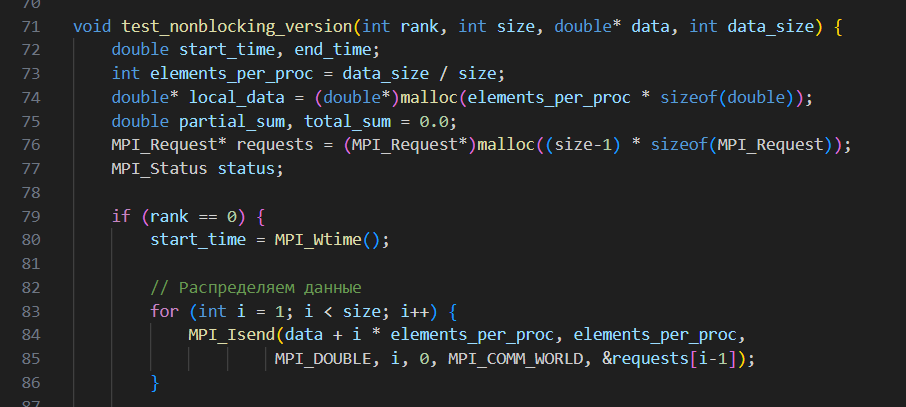 70
71 void test_nonblocking_version(int rank, int size, double* data, int data_size) {
72 double start_time, end_time;
73 int elements_per_proc = data_size / size;
74 double* local_data = (double*)malloc(elements_per_proc * sizeof(double));
75 double partial_sum, total_sum = 0.0;
76 MPI_Request* requests = (MPI_Request*)malloc((size-1) * sizeof(MPI_Request));
77 MPI_Status status;
78
79 if (rank == 0) {
80 start_time = MPI_Wtime();
81
82 // Распределяем данные
83 for (int i = 1; i < size; i++) {
84 MPI_Isend(data + i * elements_per_proc, elements_per_proc,
85 MPI_DOUBLE, i, 0, MPI_COMM_WORLD, &requests[i-1]);
86 }
87